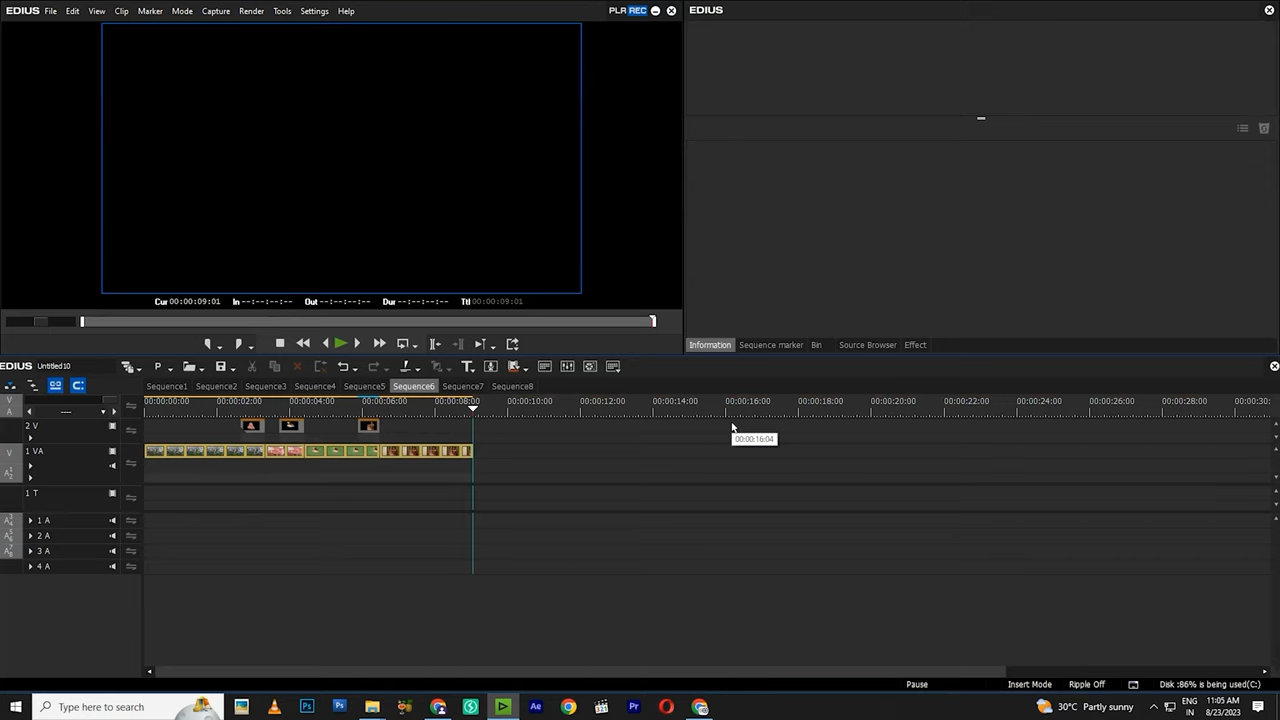 EDIUS File Edit View Clip Marker Mode Capture Render Tools Settings Help PLR REC
EDIUS
Cur 00:00:09:01 In --:--:--:-- Out --:--:--:-- Dur --:--:--:-- Ttl 00:00:09:01
Information Sequence marker Biri Source Browser Effect
EDIUS Untitled10
Sequence1 Sequence2 Sequence3 Sequence4 Sequence5 Sequence6 Sequence7 Sequence8
V
A
00:00:00:00 00:00:02:00 00:00:04:00 00:00:06:00 00:00:08:00 00:00:10:00 00:00:12:00 00:00:14:00 00:00:16:00 00:00:18:00 00:00:20:00 00:00:22:00 00:00:24:00 00:00:26:00 00:00:28:00 00:00:30:
2 V
00:00:16:04
V 1 VA
1 T
1 A
2 A
3 A
4 A
Pause Insert Mode Ripple Off Disk :86% is being used(C:)
Type here to search
30°C Partly sunny
ENG
IN
11:05 AM
8/23/2023